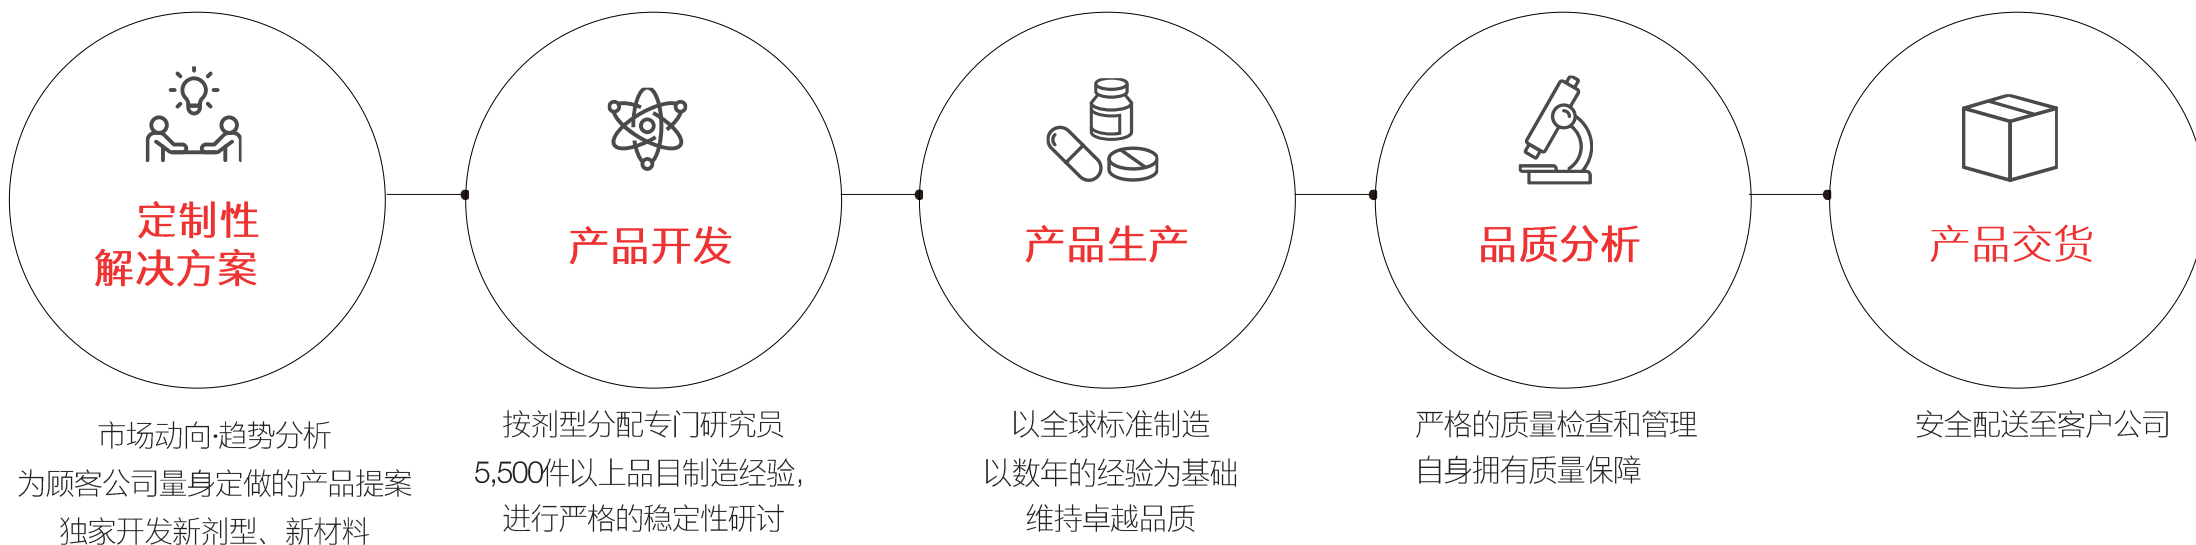 定制性
解决方案
市场动向·趋势分析
为顾客公司量身定做的产品提案
独家开发新剂型、新材料
产品开发
按剂型分配专门研究员
5,500件以上品目制造经验,
进行严格的稳定性研讨
产品生产
以全球标准制造
以数年的经验为基础
维持卓越品质
品质分析
严格的质量检查和管理
自身拥有质量保障
产品交货
安全配送至客户公司